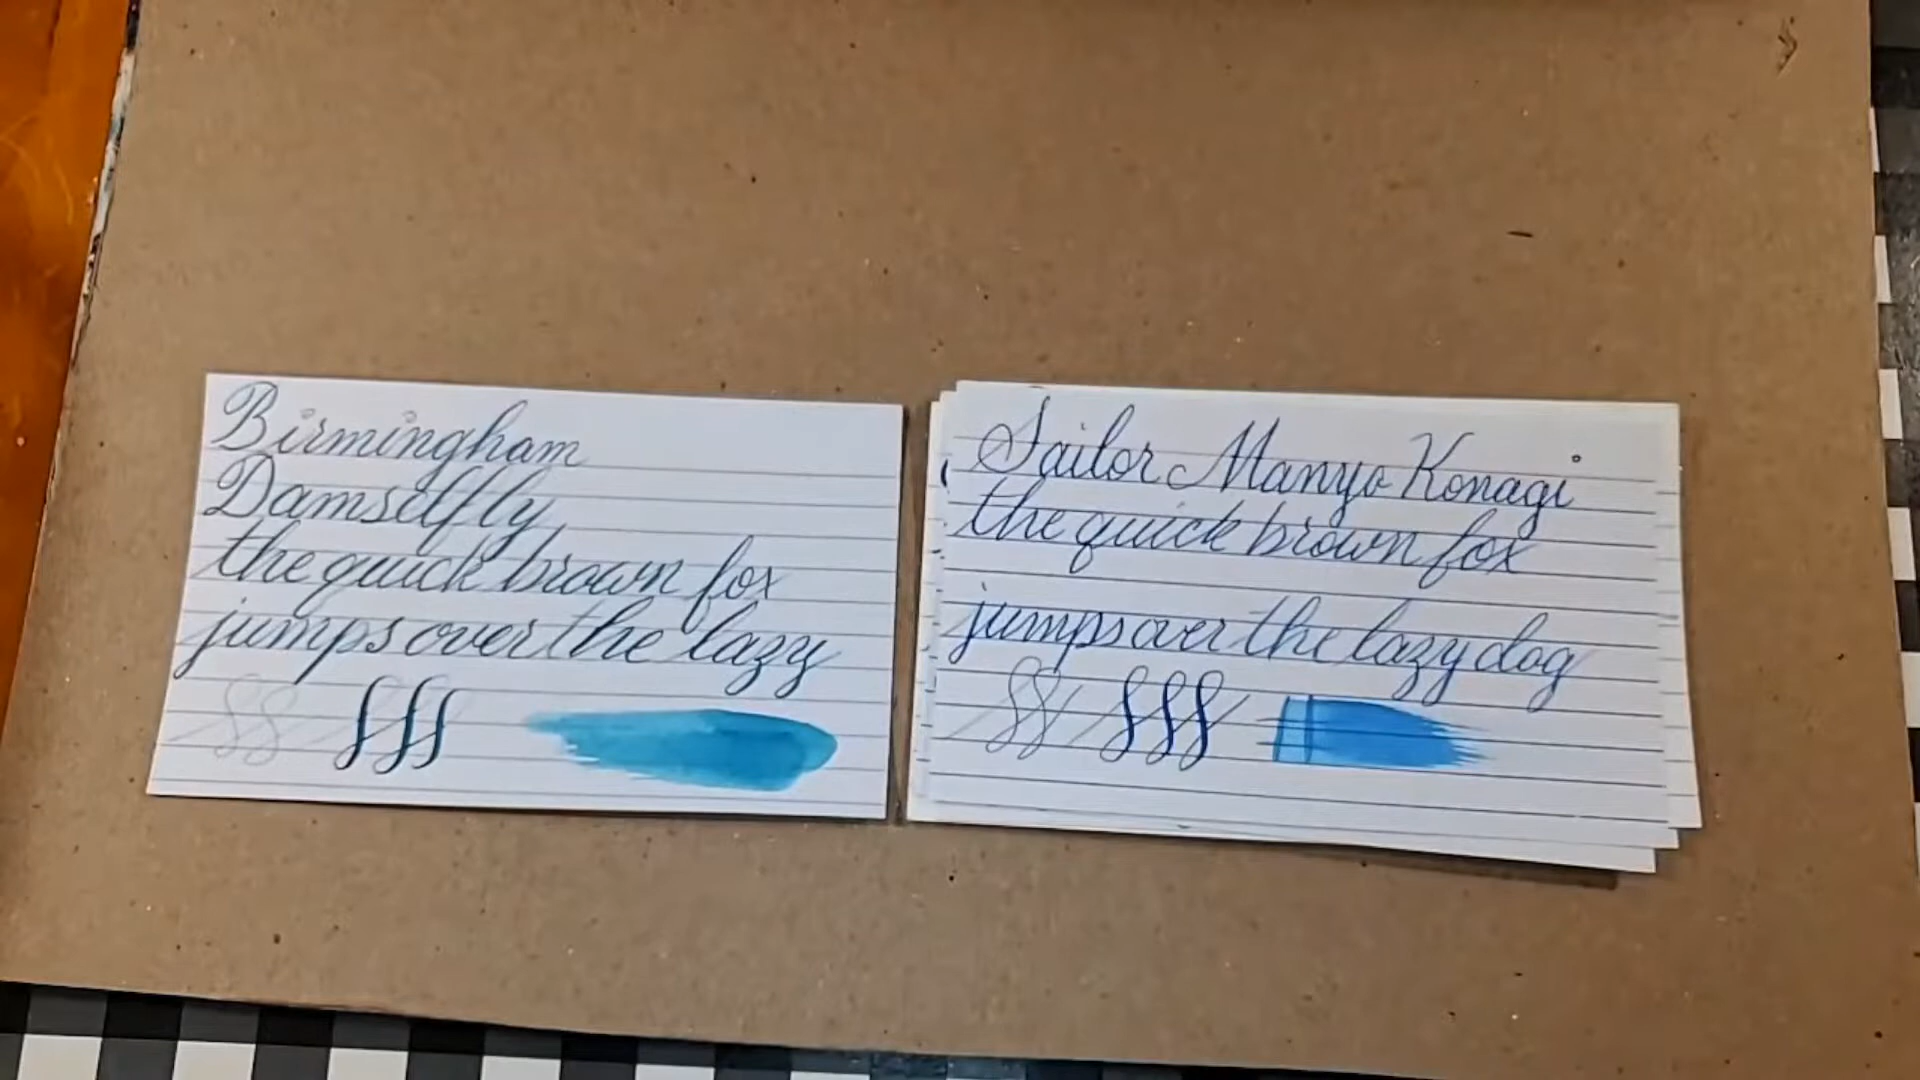 Birmingham
Damselfly
the quick brown fox
jumps over the lazy
Sailor Manyo Konagi
the quick brown fox
jumps over the lazy dog